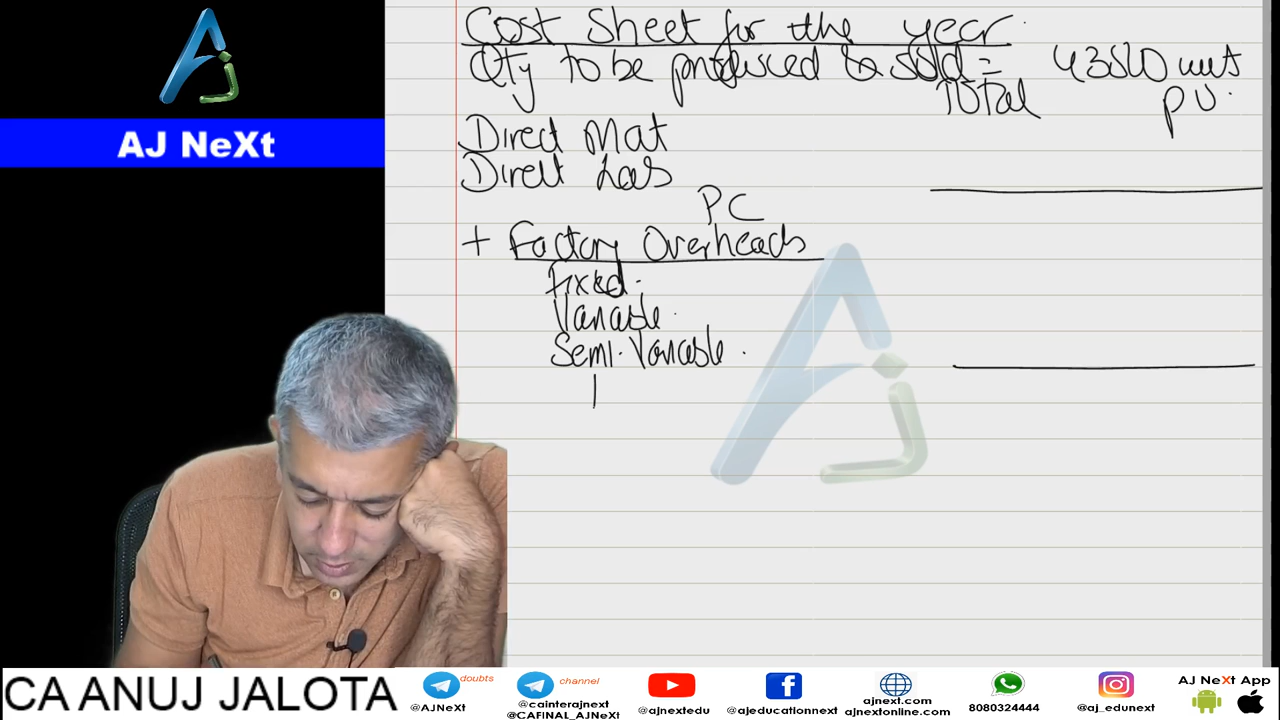 Cost Sheet for the year
Qty to be produced & sold = units
Total PU
Direct Mat
Direct Lab
PC
+ Factory Overheads
Fixed
Variable
Semi-Variable
AJ NeXt
CA ANUJ JALOTA
doubts
@AJNeXt
channel
@cainterajnext
@CAFINAL_AJNeXt
@ajnextedu
@ajeducationnext
ajnext.com
ajnextonline.com
8080324444
@aj_edunext
AJ NeXt App